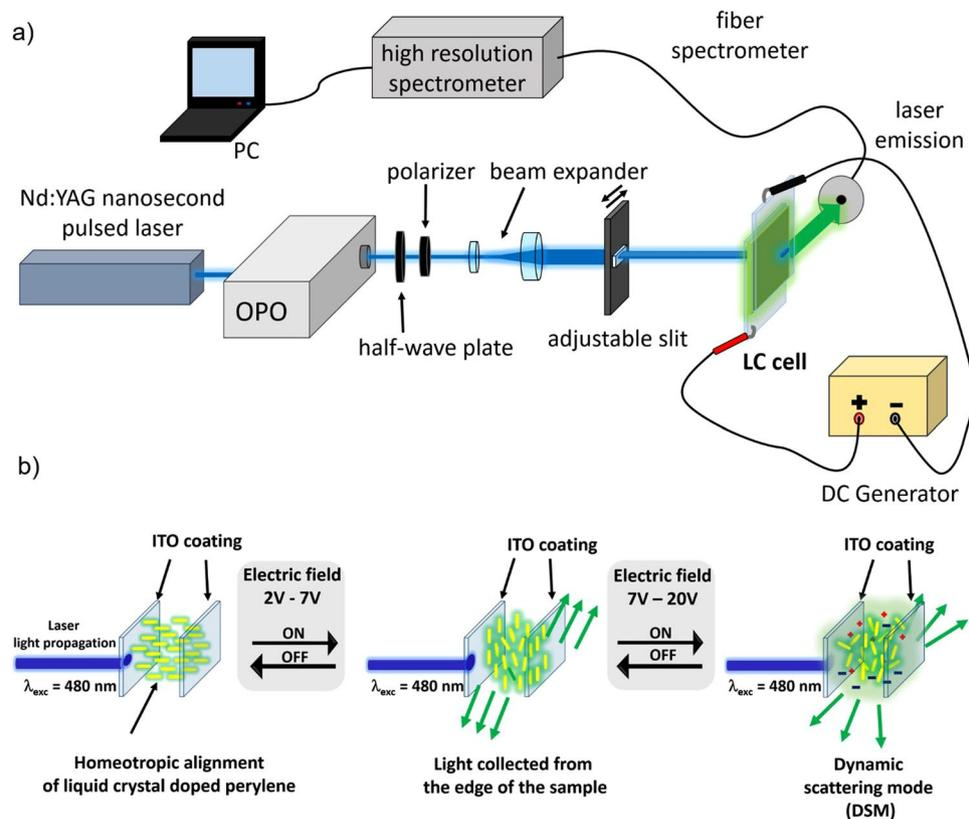 a)
fiber
spectrometer
high resolution
spectrometer
laser
emission
PC
polarizer
beam expander
Nd:YAG nanosecond
pulsed laser
OPO
half-wave plate
adjustable slit
LC cell
+ −
DC Generator
b)
ITO coating
Electric field
2V - 7V
ON
OFF
Laser
light propagation
λexc = 480 nm
Homeotropic alignment
of liquid crystal doped perylene
ITO coating
Electric field
7V – 20V
ON
OFF
λexc = 480 nm
Light collected from
the edge of the sample
ITO coating
λexc = 480 nm
Dynamic
scattering mode
(DSM)